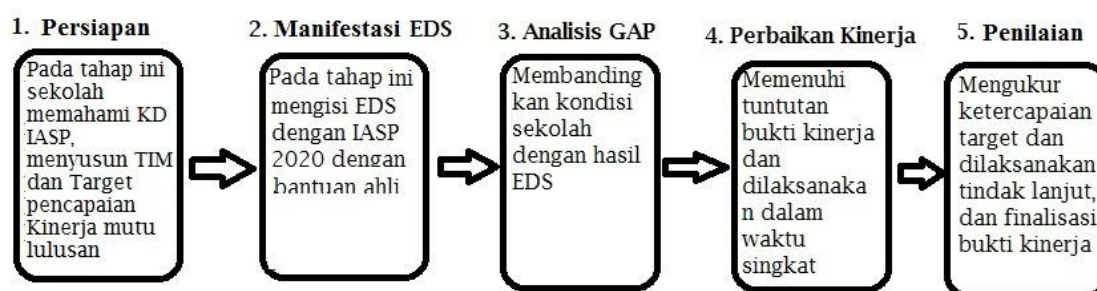 1. Persiapan
Pada tahap ini
sekolah
memahami KD
IASP,
menyusun TIM
dan Target
pencapaian
Kinerja mutu
lulusan
2. Manifestasi EDS
Pada tahap ini
mengisi EDS
dengan IASP
2020 dengan
bantuan ahli
3. Analisis GAP
Membanding
kan kondisi
sekolah
dengan hasil
EDS
4. Perbaikan Kinerja
Memenuhi
tuntutan
bukti kinerja
dan
dilaksanaka
n dalam
waktu
singkat
5. Penilaian
Mengukur
ketercapaian
target dan
dilaksanakan
tindak lanjut,
dan finalisasi
bukti kinerja